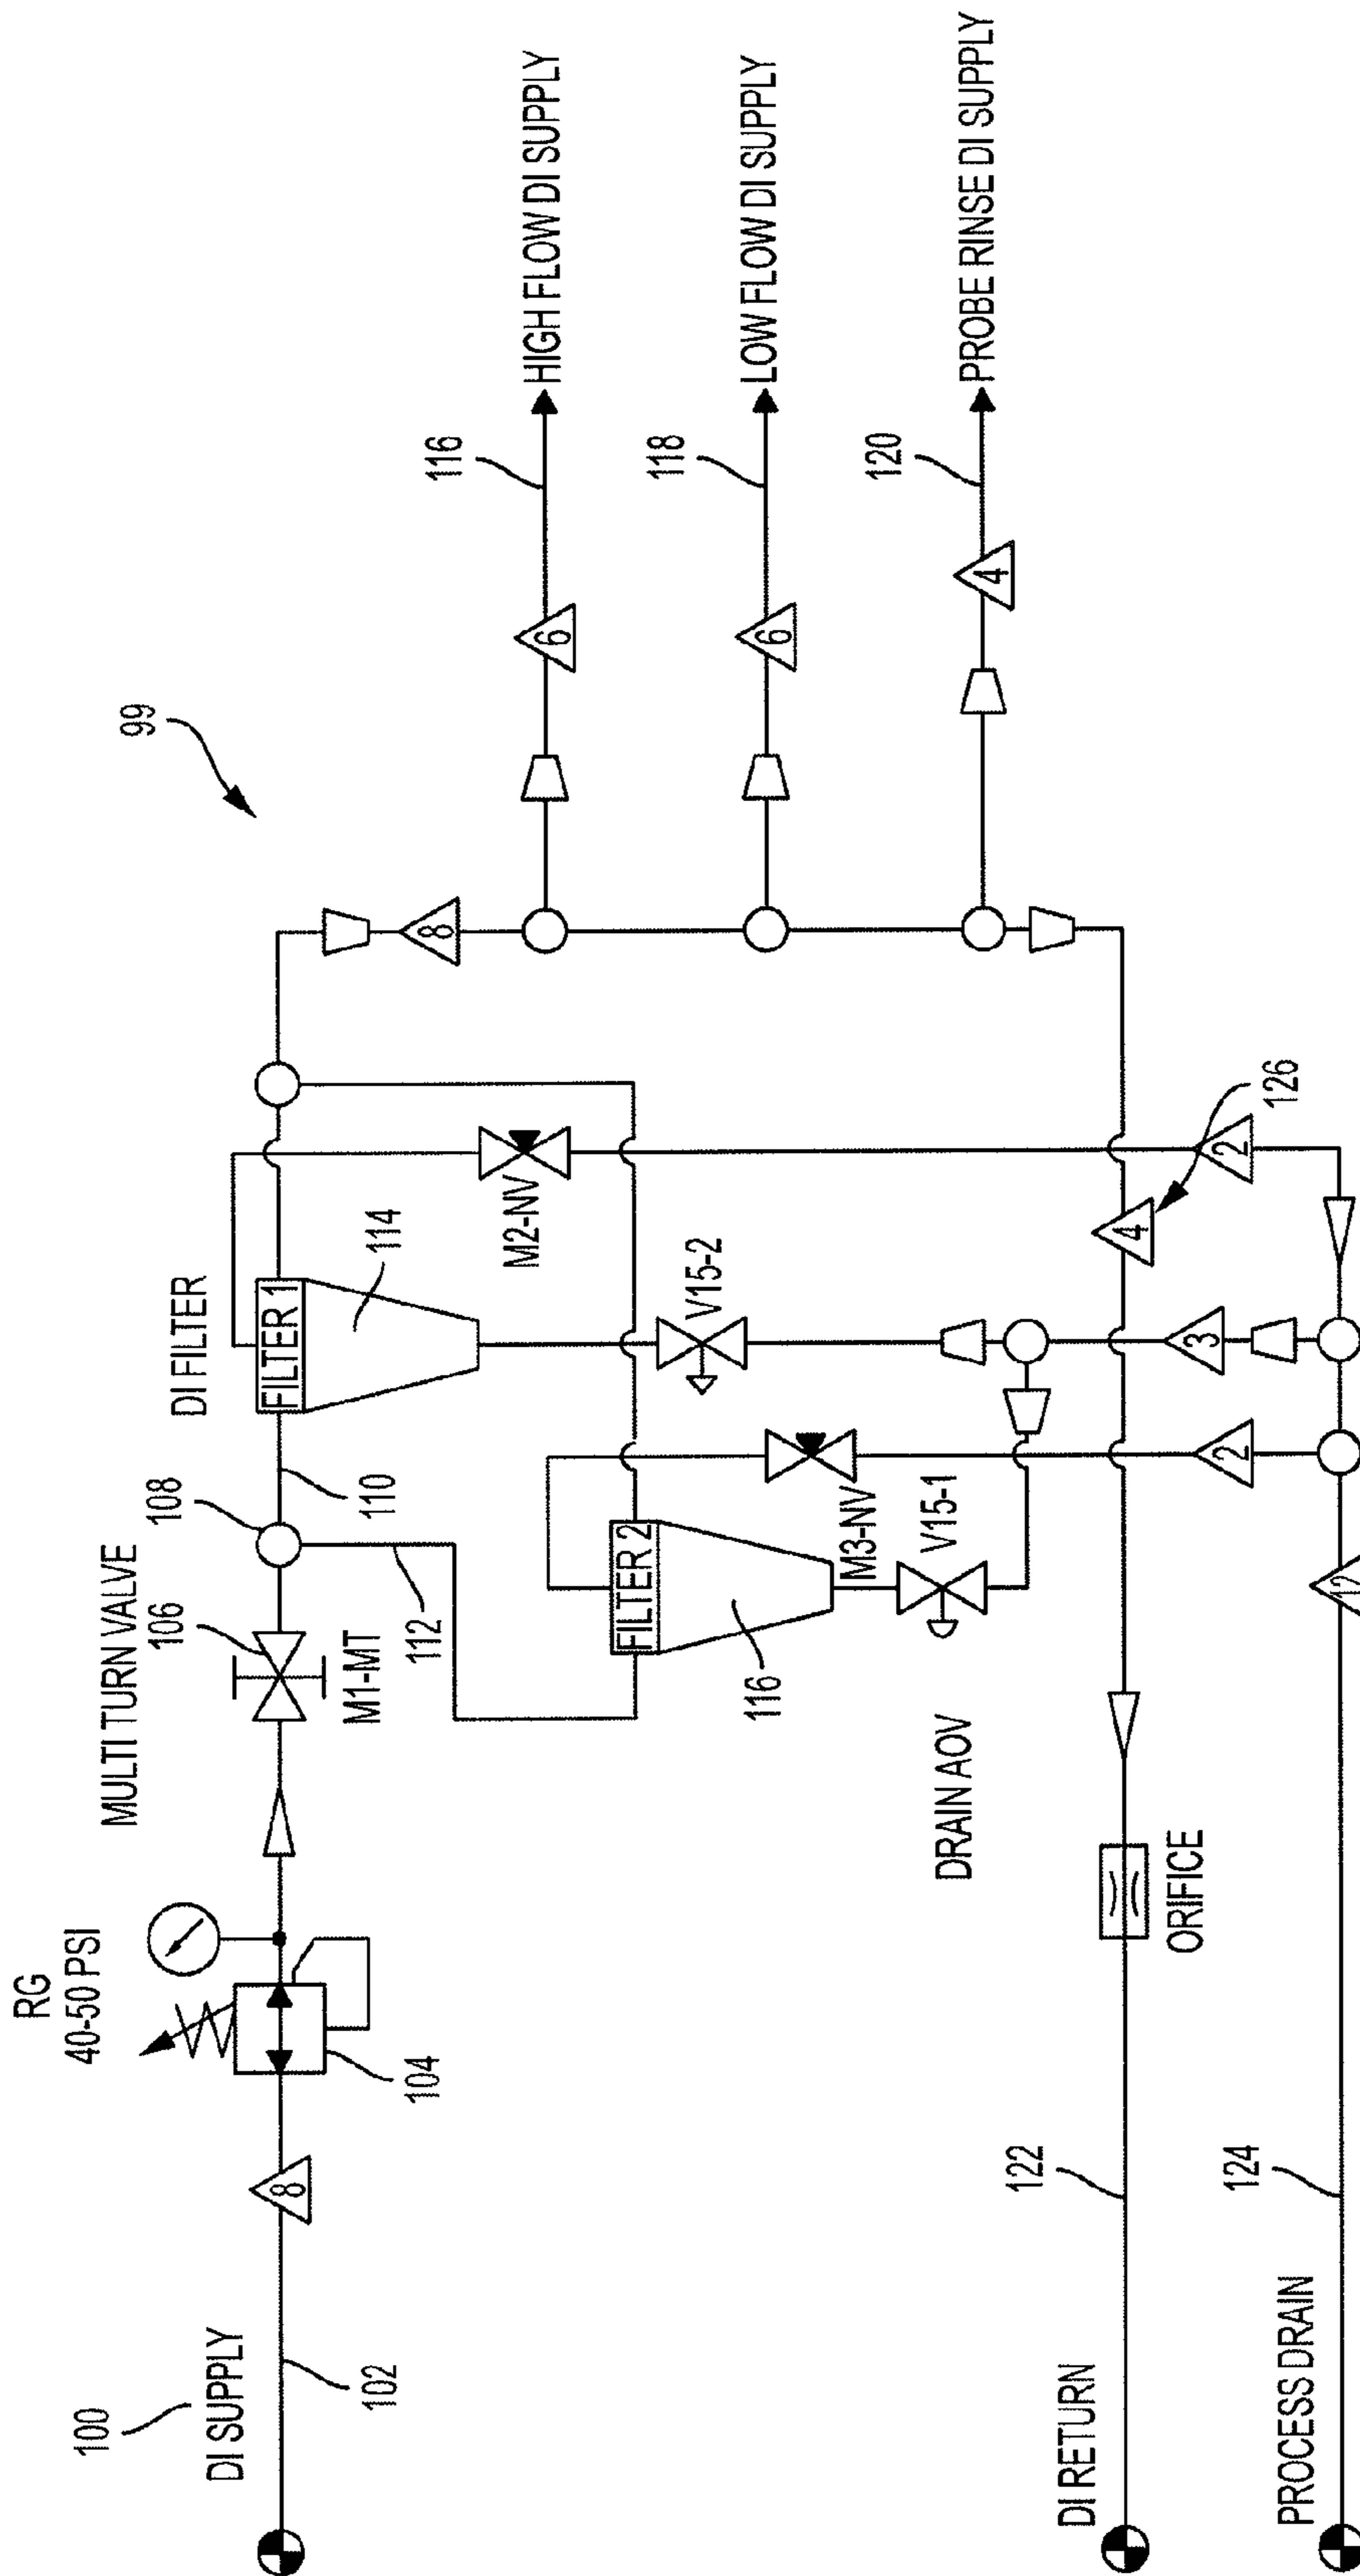 99
100
DI SUPPLY
102
8
RG
40-50 PSI
104
MULTI TURN VALVE
106
M1-MT
108
110
112
DI FILTER
FILTER 1
114
M2-NV
V15-2
FILTER 2
116
M3-NV
V15-1
DRAIN AOV
8
6
116
HIGH FLOW DI SUPPLY
6
118
LOW FLOW DI SUPPLY
4
120
PROBE RINSE DI SUPPLY
DI RETURN
122
ORIFICE
4
126
2
3
2
12
PROCESS DRAIN
124